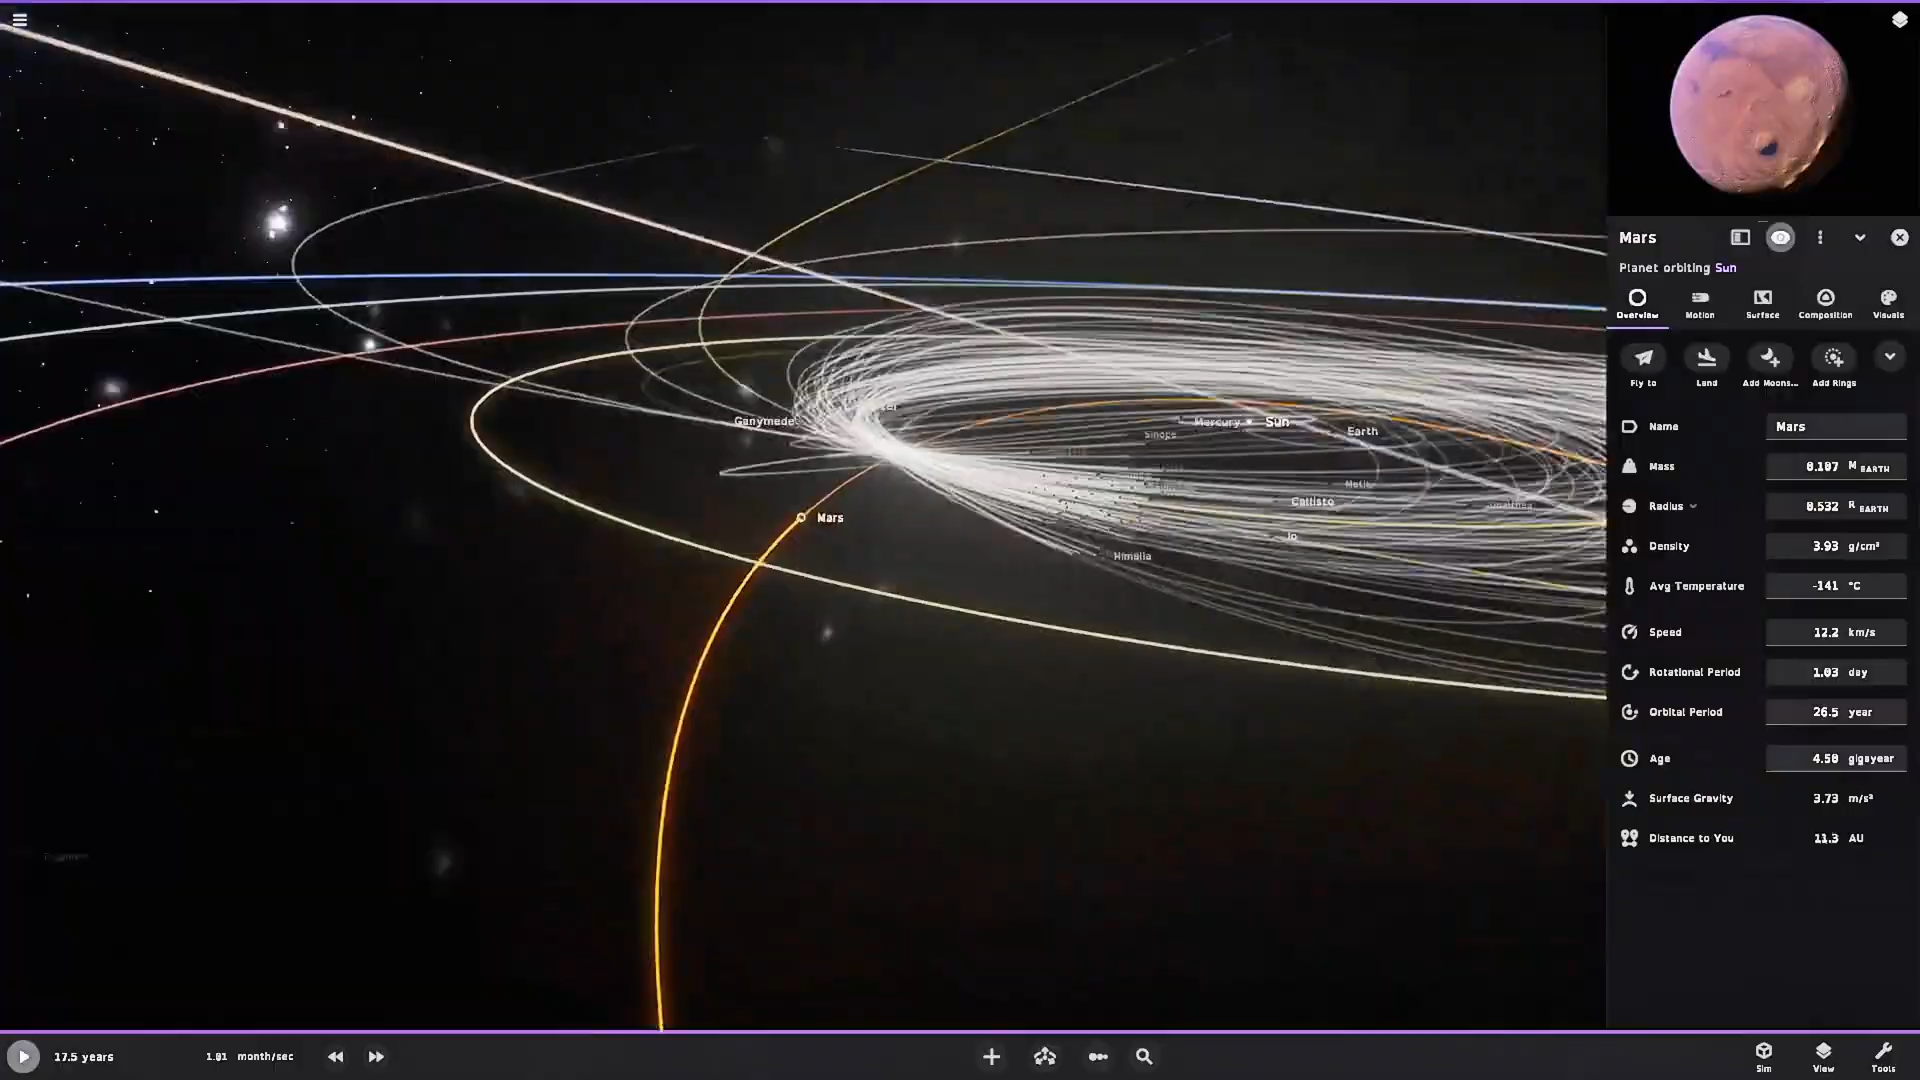 Ganymede
Mercury
Sun
Earth
Sinope
Callisto
Io
Himalia
Mars
Mars
Planet orbiting Sun
Overview
Motion
Surface
Composition
Visuals
Fly to
Land
Add Moons...
Add Rings
Name Mars
Mass 0.107 M EARTH
Radius 0.532 R EARTH
Density 3.93 g/cm³
Avg Temperature -141 °C
Speed 12.2 km/s
Rotational Period 1.03 day
Orbital Period 26.5 year
Age 4.50 gigayear
Surface Gravity 3.73 m/s²
Distance to You 11.3 AU
17.5 years
1.01 month/sec
Sim
View
Tools